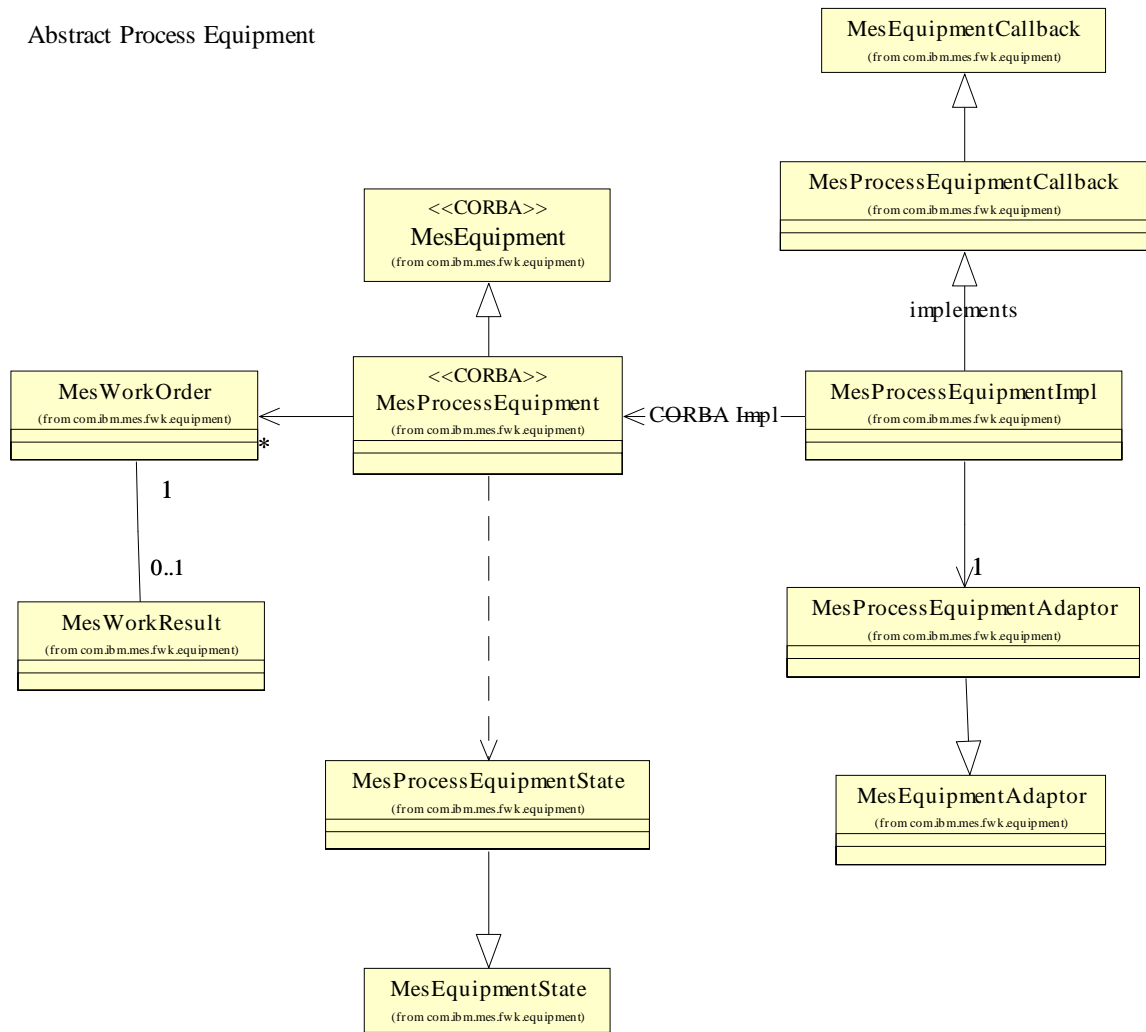 Abstract Process Equipment
MesEquipmentCallback
(from com.ibm.mes.fwk.equipment)
MesProcessEquipmentCallback
(from com.ibm.mes.fwk.equipment)
<<CORBA>>
MesEquipment
(from com.ibm.mes.fwk.equipment)
implements
MesWorkOrder
(from com.ibm.mes.fwk.equipment)
*
<<CORBA>>
MesProcessEquipment
(from com.ibm.mes.fwk.equipment)
CORBA Impl
MesProcessEquipmentImpl
(from com.ibm.mes.fwk.equipment)
1
0..1
1
MesWorkResult
(from com.ibm.mes.fwk.equipment)
MesProcessEquipmentAdaptor
(from com.ibm.mes.fwk.equipment)
MesProcessEquipmentState
(from com.ibm.mes.fwk.equipment)
MesEquipmentAdaptor
(from com.ibm.mes.fwk.equipment)
MesEquipmentState
(from com.ibm.mes.fwk.equipment)